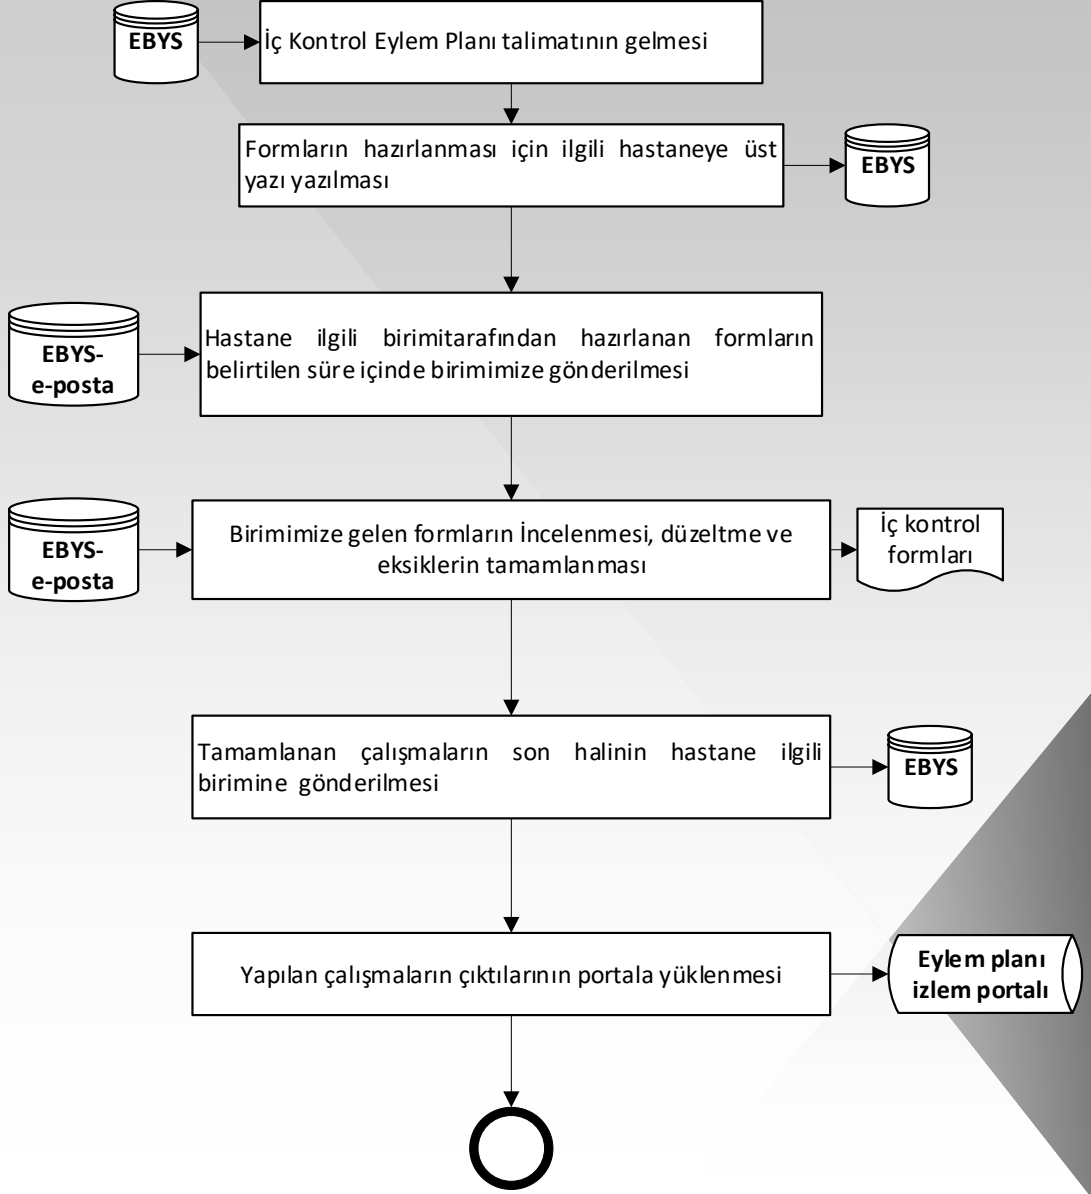 EBYS
İç Kontrol Eylem Planı talimatının gelmesi
Formların hazırlanması için ilgili hastaneye üst
yazı yazılması
EBYS
Hastane ilgili birimitarafından hazırlanan formların
belirtilen süre içinde birimimize gönderilmesi
EBYS-
e-posta
Birimimize gelen formların İncelenmesi, düzeltme ve
eksiklerin tamamlanması
EBYS-
e-posta
İç kontrol
formları
Tamamlanan çalışmaların son halinin hastane ilgili
birimine gönderilmesi
EBYS
Yapılan çalışmaların çıktılarının portala yüklenmesi
Eylem planı
izlem portalı